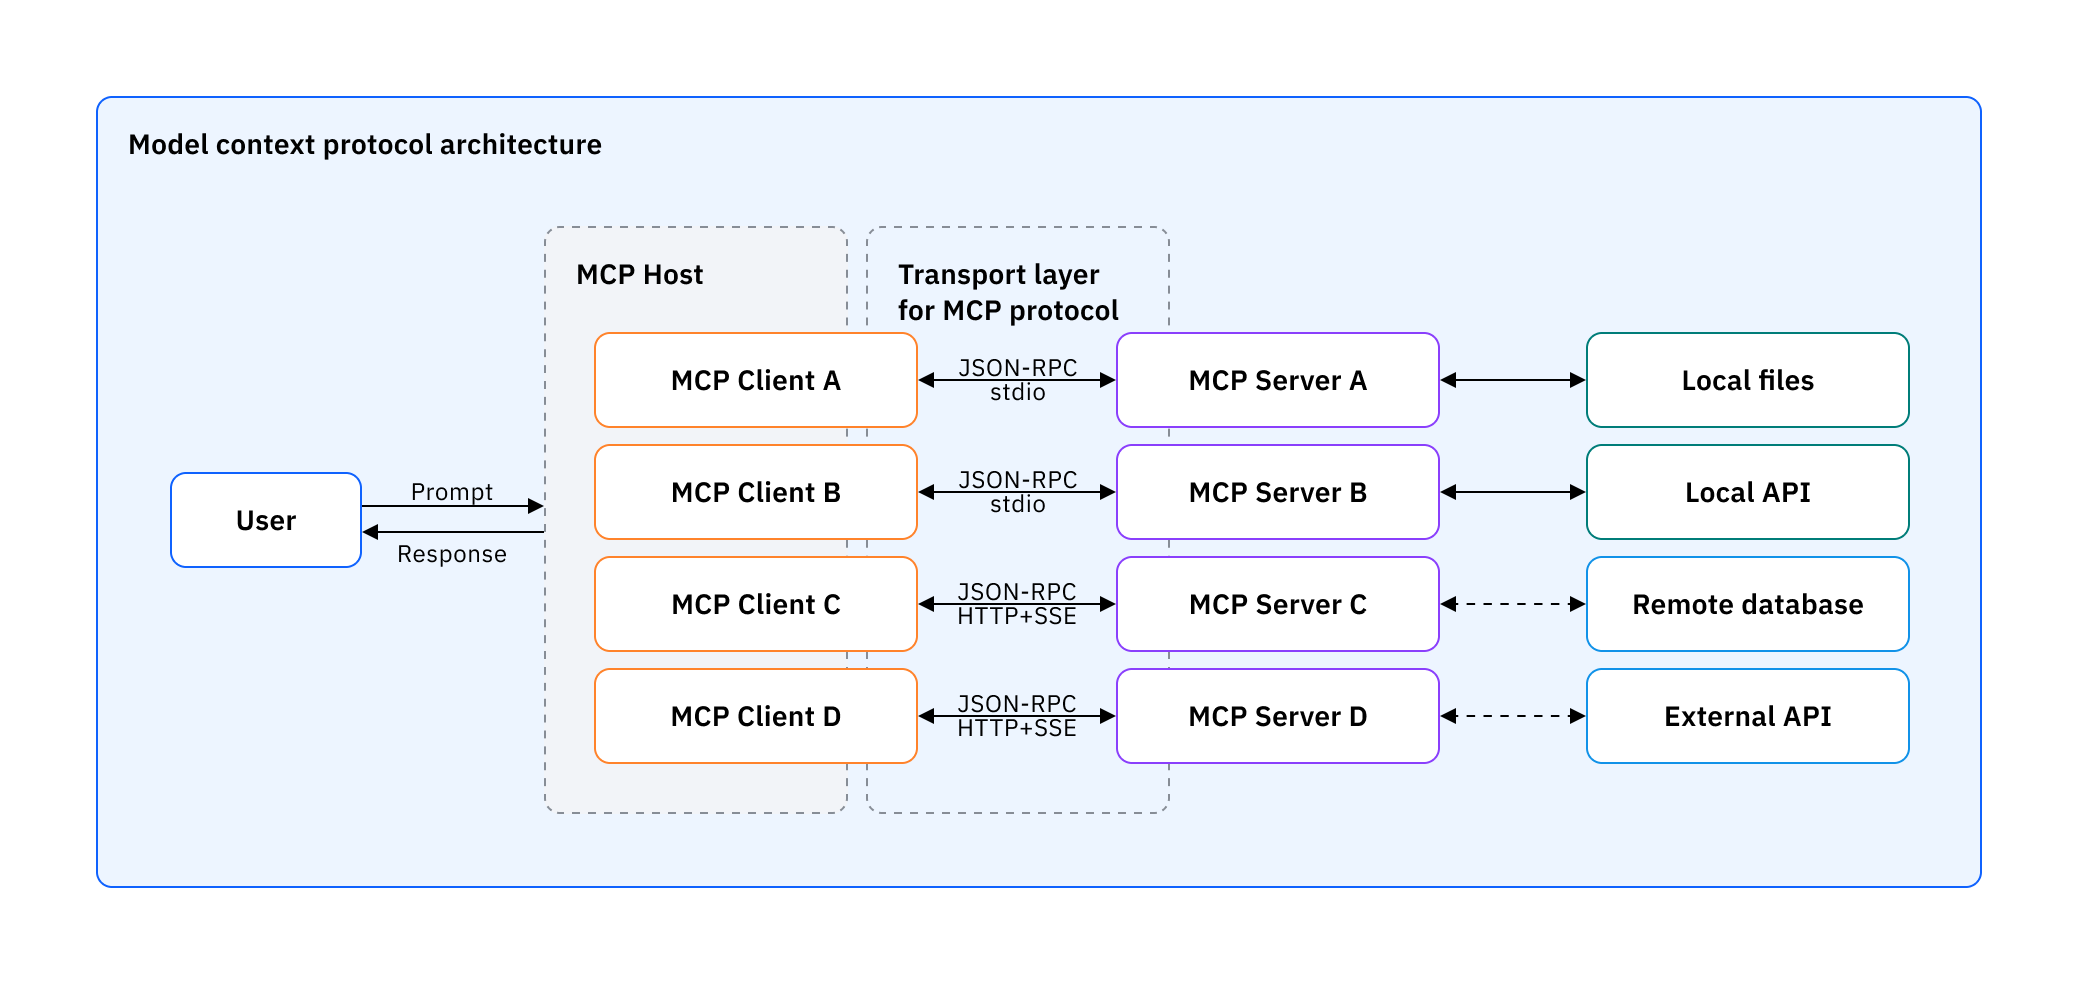 Model context protocol architecture
MCP Host
Transport layer
for MCP protocol
MCP Client A
JSON-RPC
stdio
MCP Server A
Local files
MCP Client B
JSON-RPC
stdio
MCP Server B
Local API
User
Prompt
Response
MCP Client C
JSON-RPC
HTTP+SSE
MCP Server C
Remote database
MCP Client D
JSON-RPC
HTTP+SSE
MCP Server D
External API